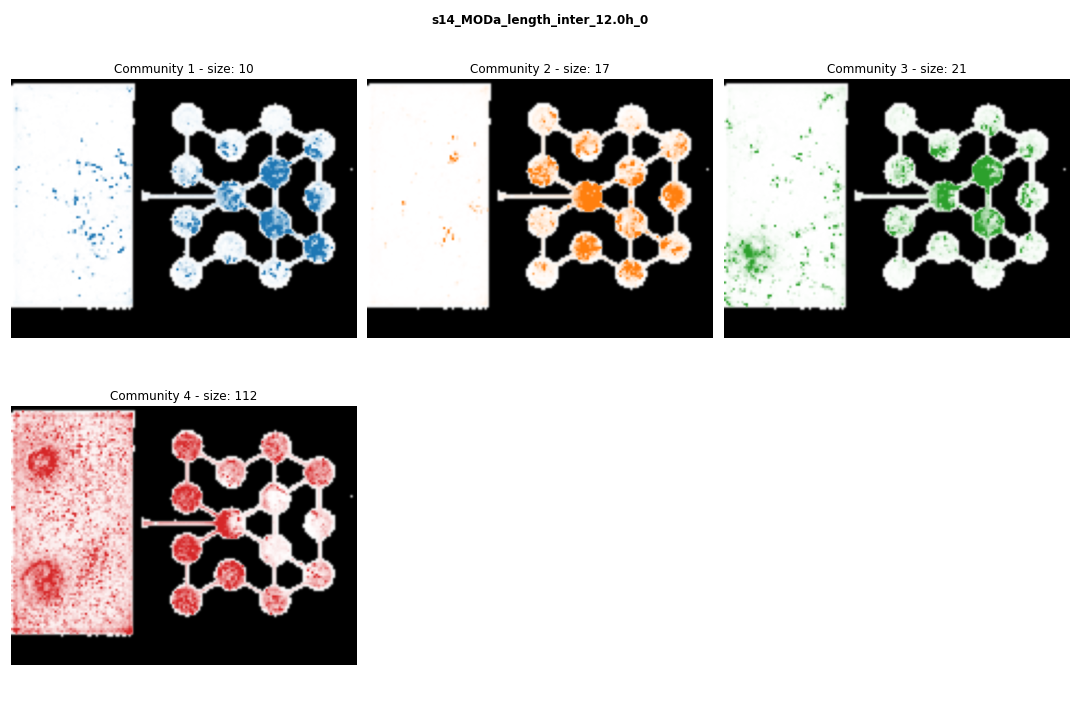 s14_MODa_length_inter_12.0h_0
Community 1 - size: 10
Community 2 - size: 17
Community 3 - size: 21
Community 4 - size: 112